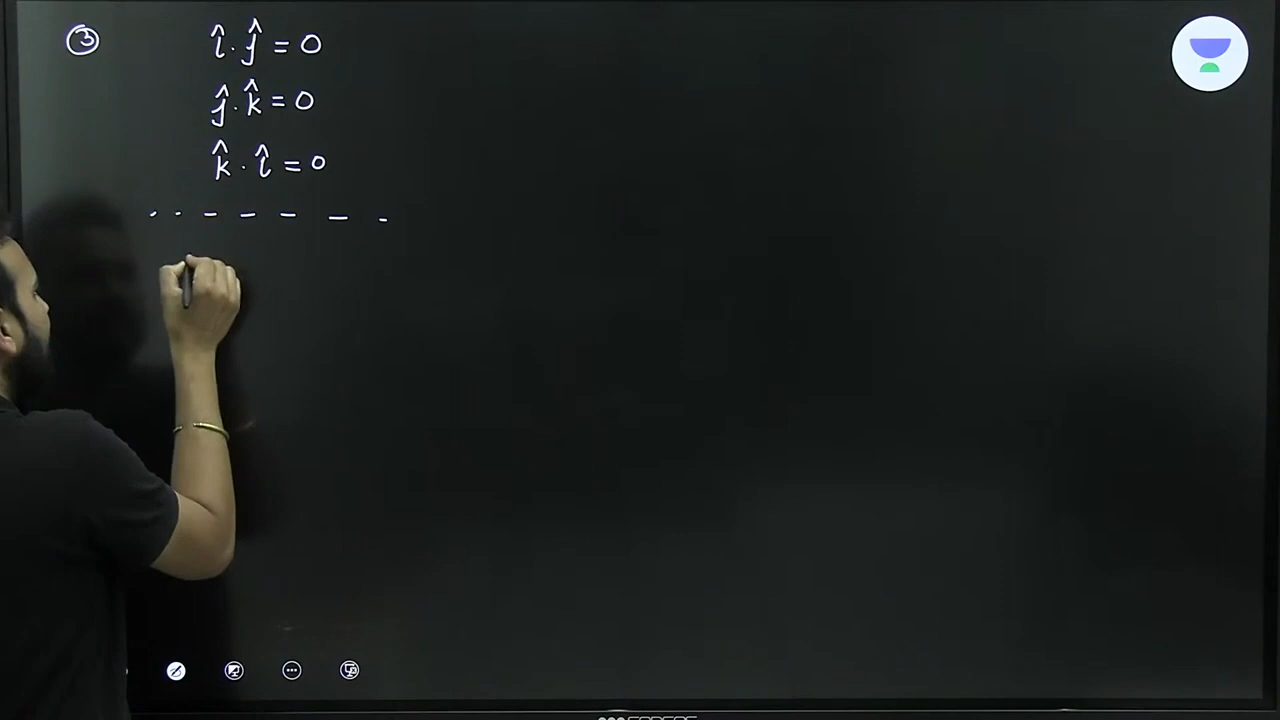 ③ î · ĵ = 0
ĵ · k̂ = 0
k̂ · î = 0